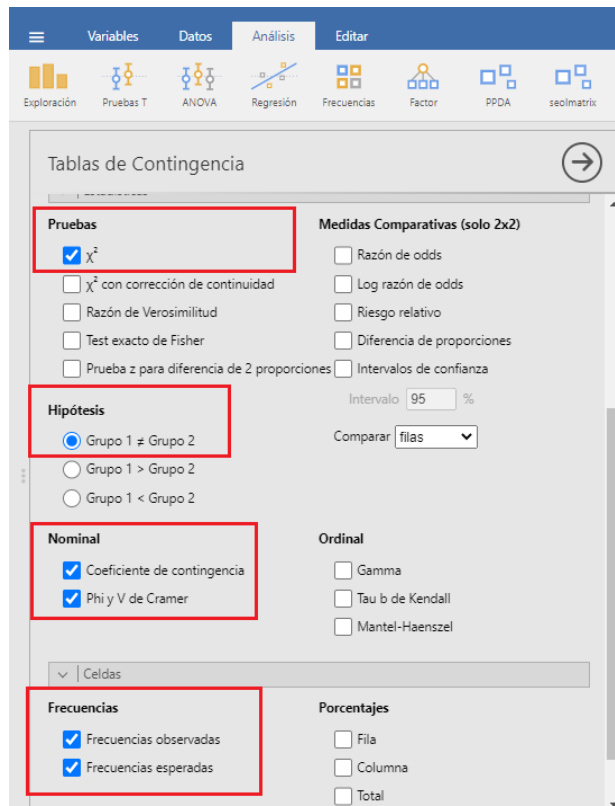 Variables Datos Análisis Editar
Exploración Pruebas T ANOVA Regresión Frecuencias Factor PPDA seolmatrix
Tablas de Contingencia
Pruebas
χ²
χ² con corrección de continuidad
Razón de Verosimilitud
Test exacto de Fisher
Prueba z para diferencia de 2 proporciones
Medidas Comparativas (solo 2x2)
Razón de odds
Log razón de odds
Riesgo relativo
Diferencia de proporciones
Intervalos de confianza
Intervalo 95 %
Comparar filas
Hipótesis
Grupo 1 ≠ Grupo 2
Grupo 1 > Grupo 2
Grupo 1 < Grupo 2
Nominal
Coeficiente de contingencia
Phi y V de Cramer
Ordinal
Gamma
Tau b de Kendall
Mantel-Haenszel
Celdas
Frecuencias
Frecuencias observadas
Frecuencias esperadas
Porcentajes
Fila
Columna
Total